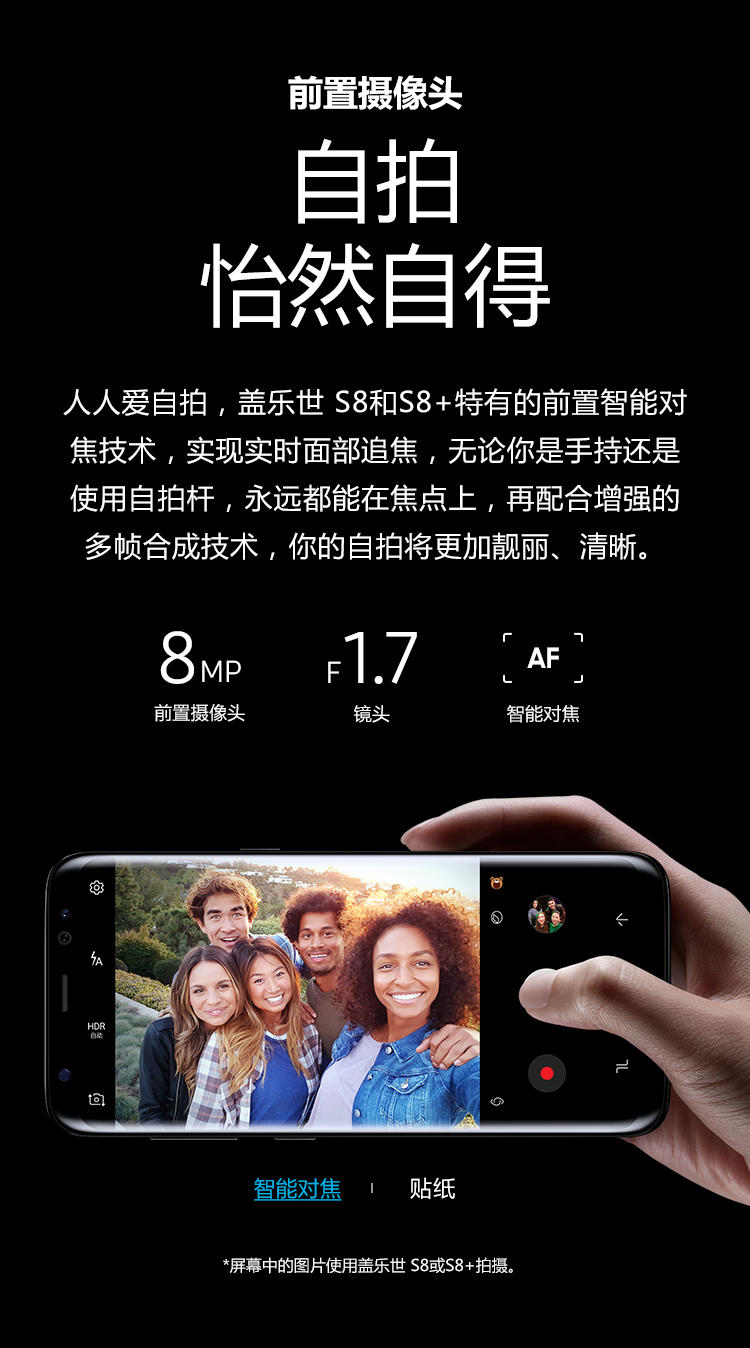 前置摄像头
自拍
怡然自得
人人爱自拍，盖乐世 S8和S8+特有的前置智能对
焦技术，实现实时面部追焦，无论你是手持还是
使用自拍杆，永远都能在焦点上，再配合增强的
多帧合成技术，你的自拍将更加靓丽、清晰。
8 MP
F1.7
AF
前置摄像头
镜头
智能对焦
A
HDR
自动
智能对焦 | 贴纸
*屏幕中的图片使用盖乐世 S8或S8+拍摄。